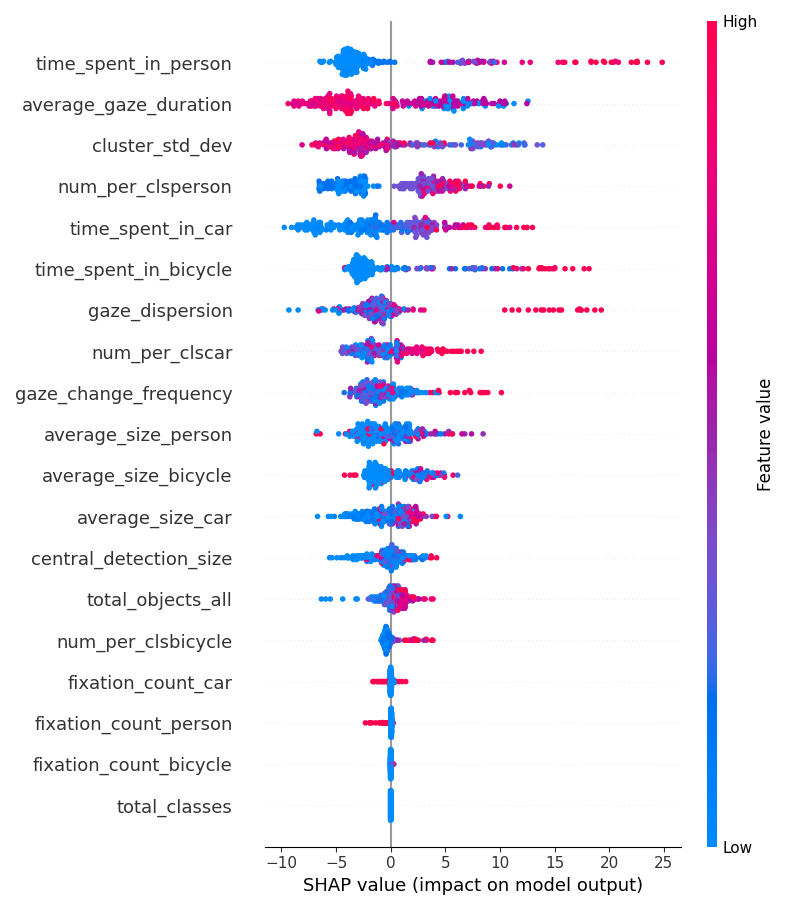 High
time_spent_in_person
average_gaze_duration
cluster_std_dev
num_per_clsperson
time_spent_in_car
time_spent_in_bicycle
gaze_dispersion
num_per_clscar
gaze_change_frequency
average_size_person
average_size_bicycle
average_size_car
central_detection_size
total_objects_all
num_per_clsbicycle
fixation_count_car
fixation_count_person
fixation_count_bicycle
total_classes
Feature value
Low
−10 −5 0 5 10 15 20 25
SHAP value (impact on model output)